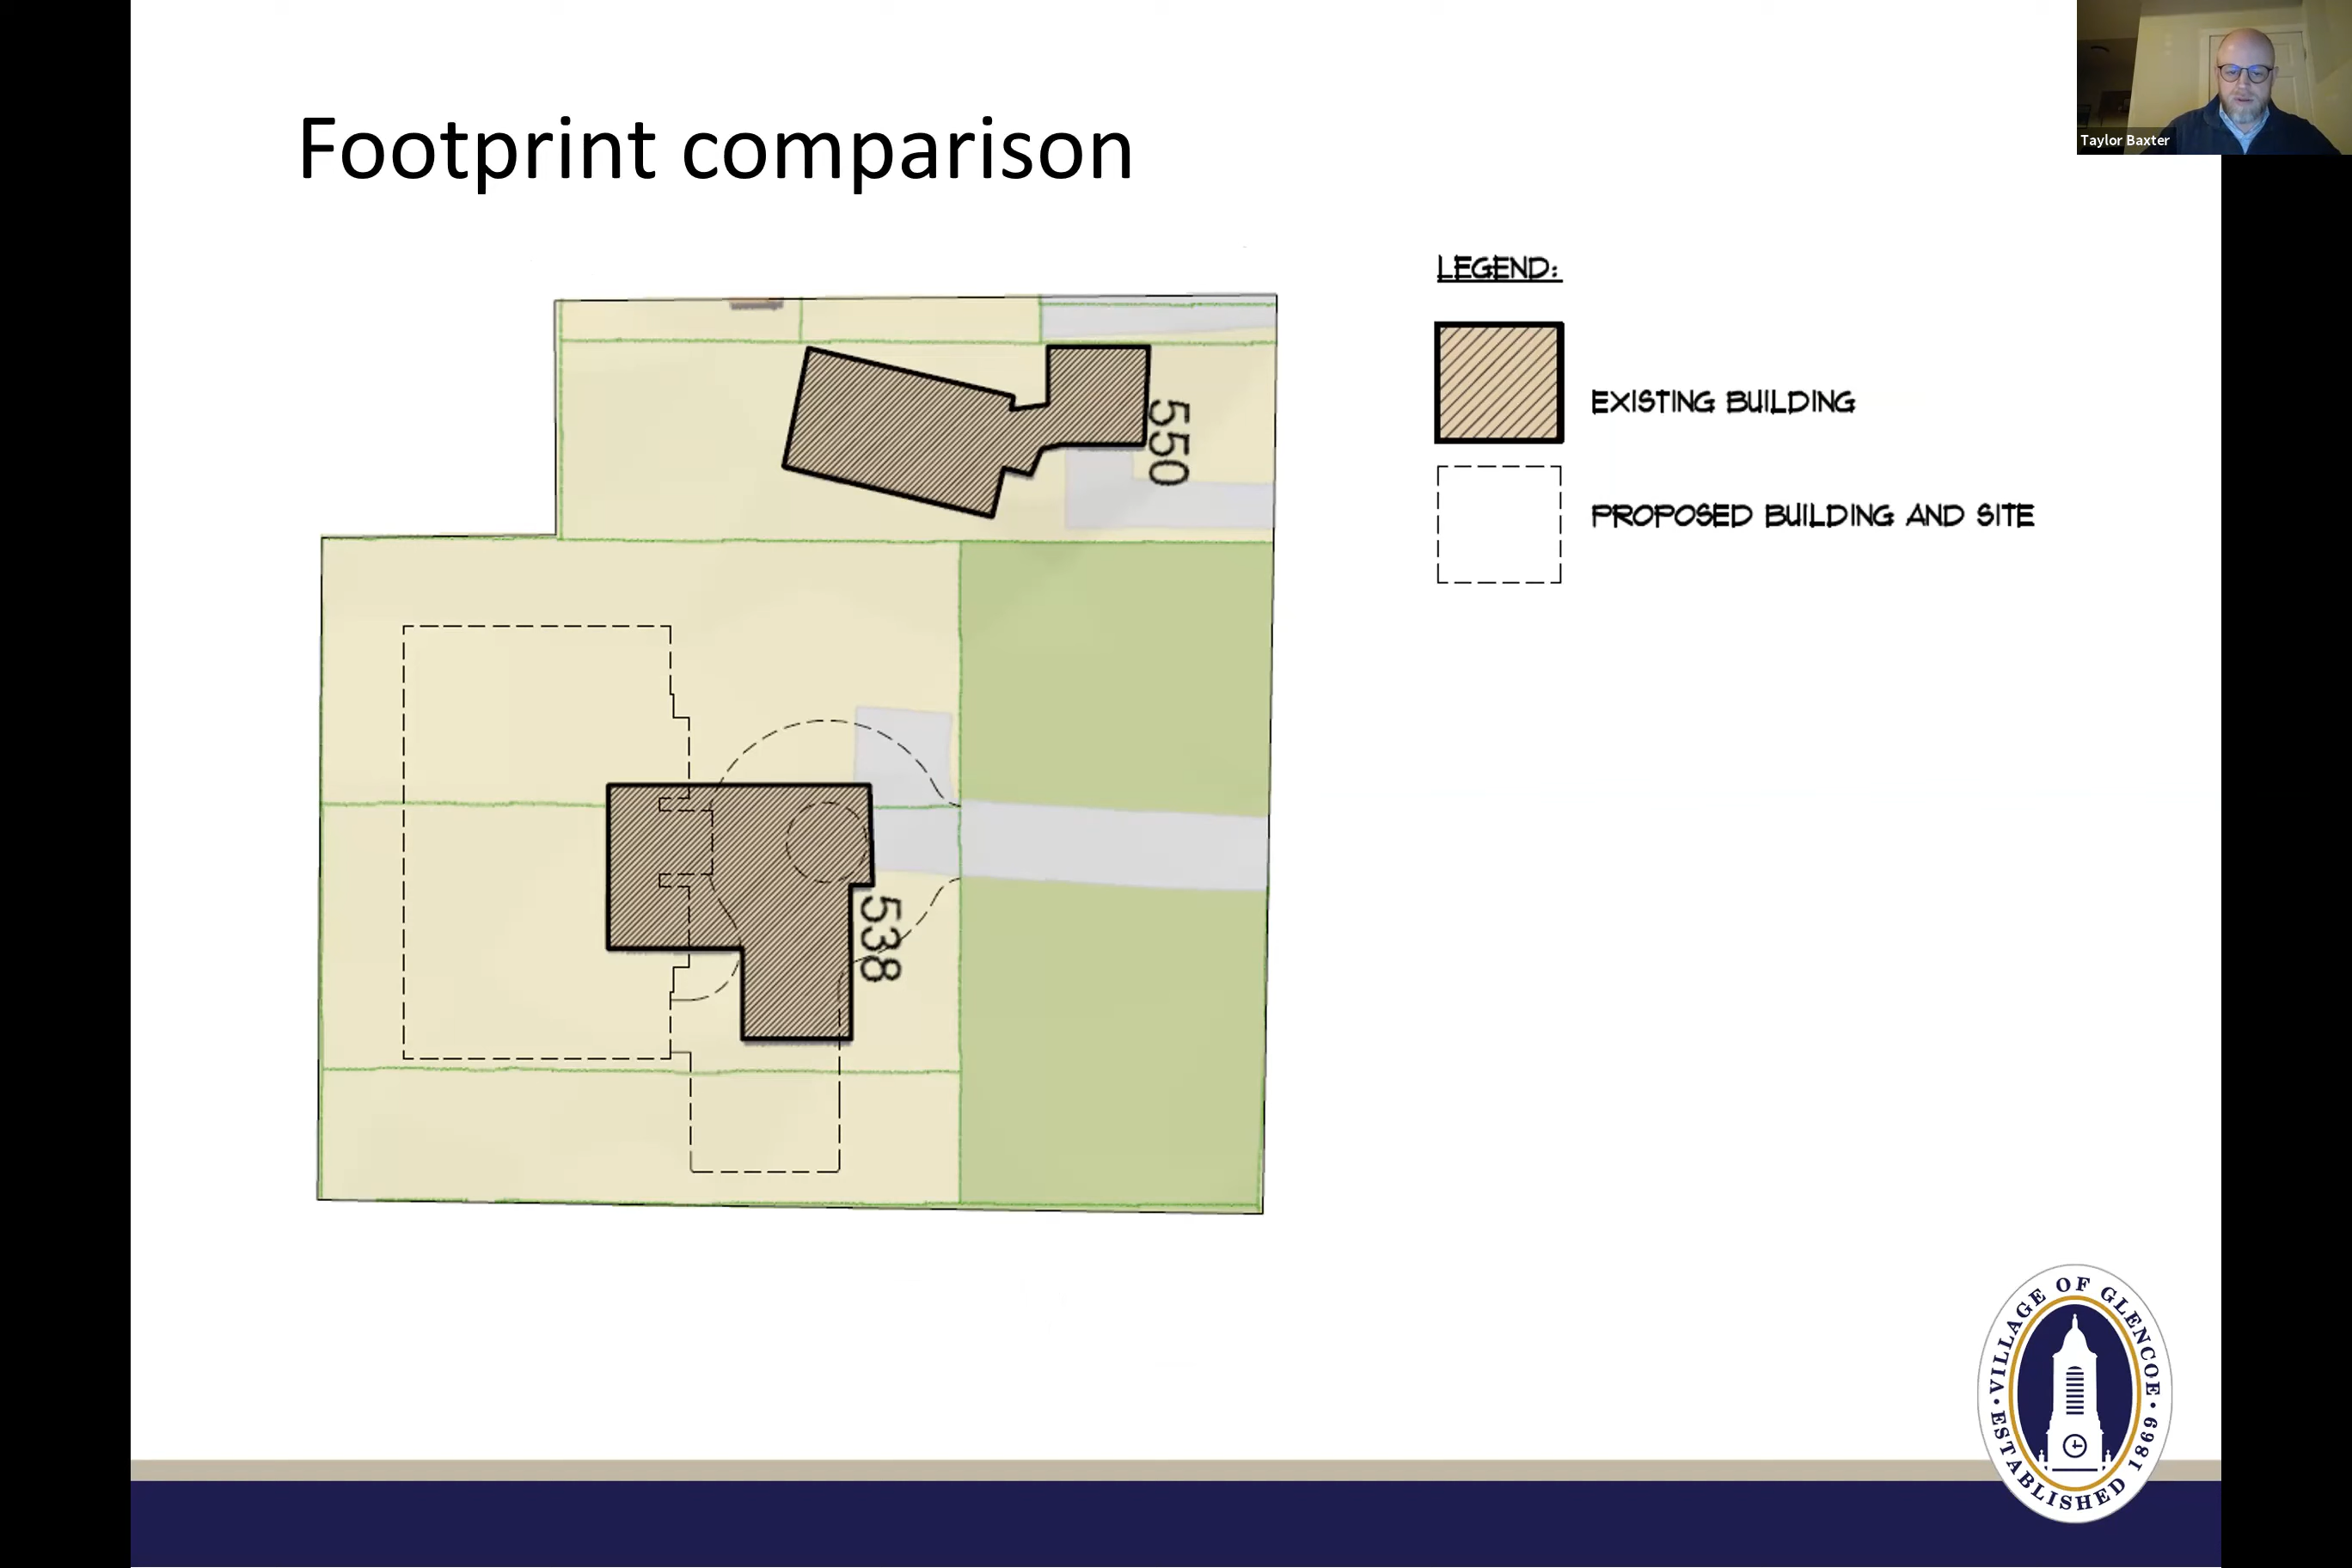 Taylor Baxter
Footprint comparison
LEGEND:
EXISTING BUILDING
PROPOSED BUILDING AND SITE
550
538
VILLAGE OF GLENCOE
• ESTABLISHED 1869 •